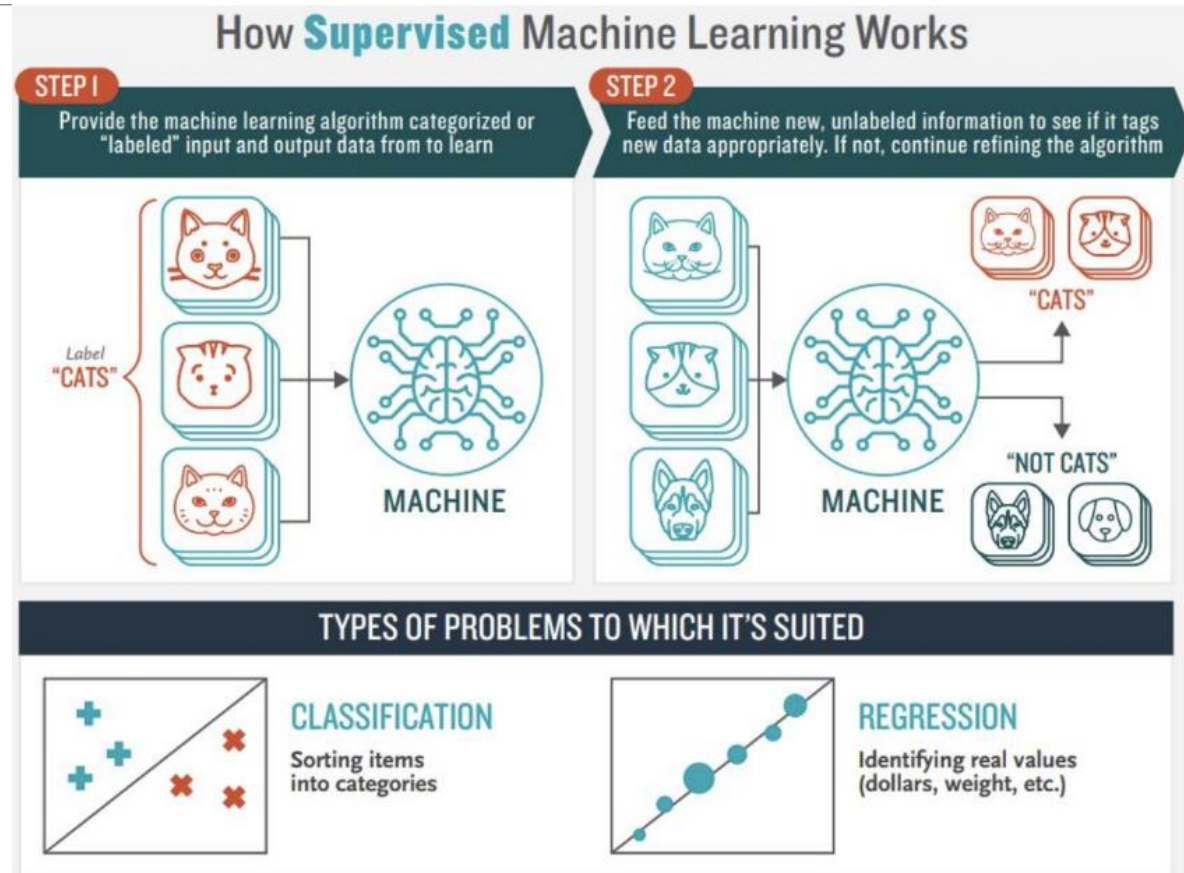 How Supervised Machine Learning Works
STEP 1
Provide the machine learning algorithm categorized or
"labeled" input and output data from to learn
STEP 2
Feed the machine new, unlabeled information to see if it tags
new data appropriately. If not, continue refining the algorithm
Label
"CATS"
MACHINE
MACHINE
"CATS"
"NOT CATS"
TYPES OF PROBLEMS TO WHICH IT'S SUITED
CLASSIFICATION
Sorting items
into categories
REGRESSION
Identifying real values
(dollars, weight, etc.)